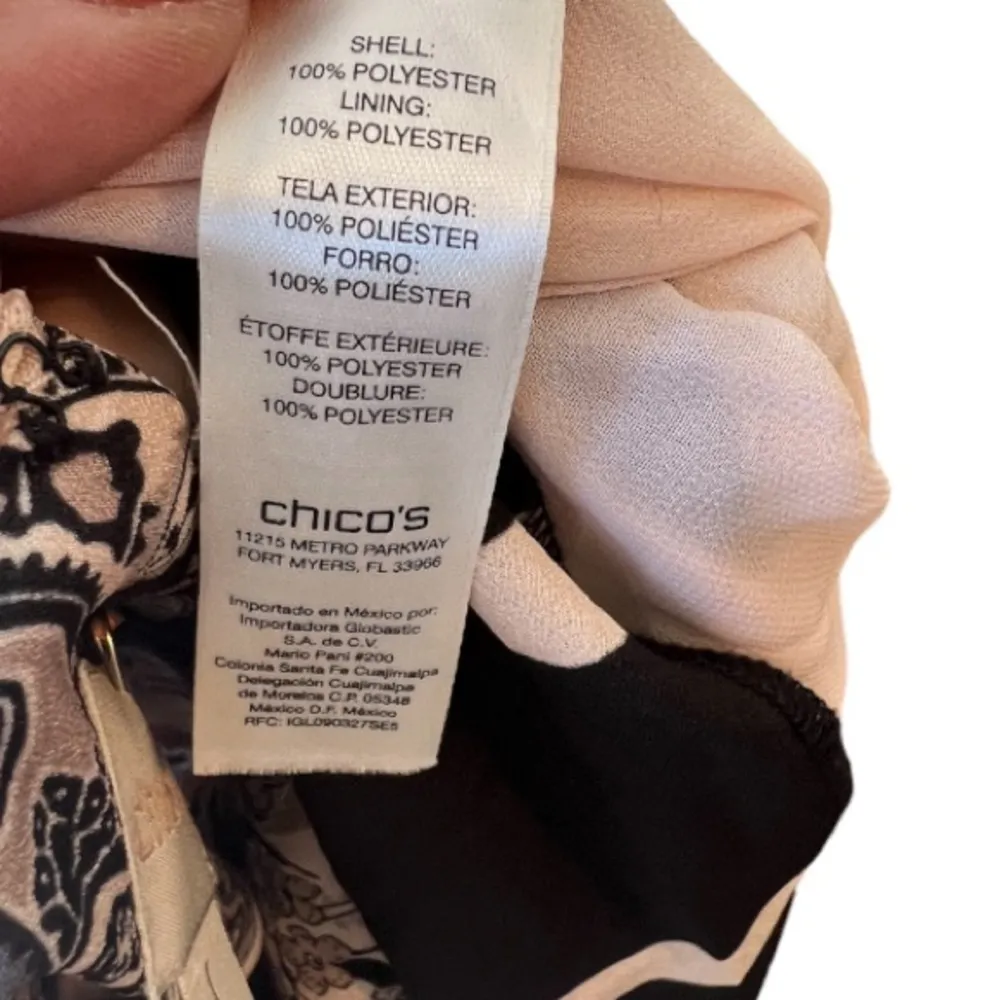 SHELL:
100% POLYESTER
LINING:
100% POLYESTER
TELA EXTERIOR:
100% POLIÉSTER
FORRO:
100% POLIÉSTER
ÉTOFFE EXTÉRIEURE:
100% POLYESTER
DOUBLURE:
100% POLYESTER
chico's
11215 METRO PARKWAY
FORT MYERS, FL 33966
Importado en México por:
Importadora Globastic
S.A. de C.V.
Mario Pani #200
Colonia Santa Fe Cuajimalpa
Delegación Cuajimalpa
de Morelos C.P. 05348
México D.F. México
RFC: IGL090327SE5